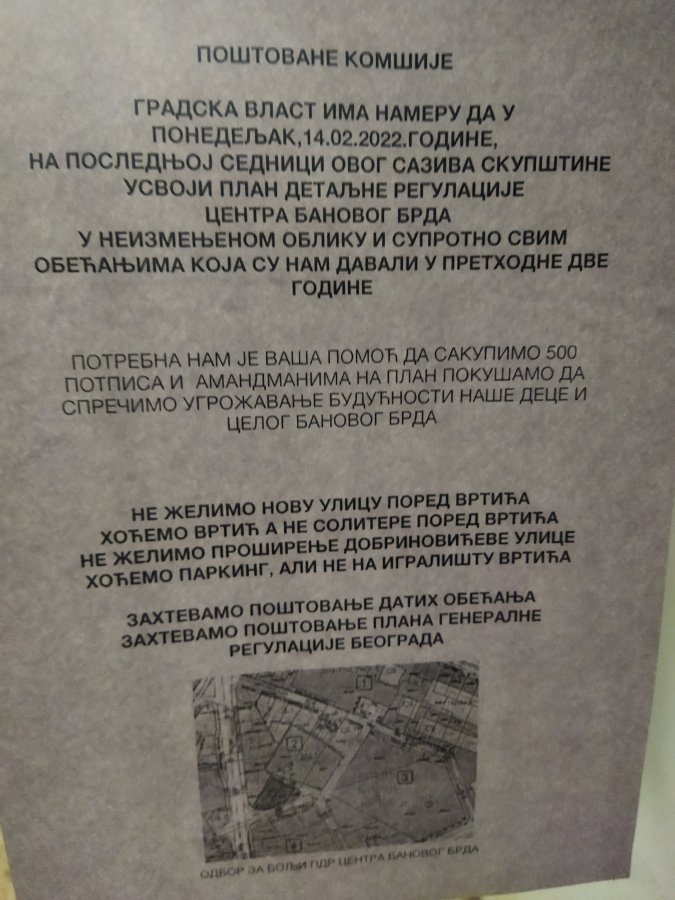 ПОШТОВАНЕ КОМШИЈЕ
ГРАДСКА ВЛАСТ ИМА НАМЕРУ ДА У
ПОНЕДЕЉАК,14.02.2022.ГОДИНЕ,
НА ПОСЛЕДЊОЈ СЕДНИЦИ ОВОГ САЗИВА СКУПШТИНЕ
УСВОЈИ ПЛАН ДЕТАЉНЕ РЕГУЛАЦИЈЕ
ЦЕНТРА БАНОВОГ БРДА
У НЕИЗМЕЊЕНОМ ОБЛИКУ И СУПРОТНО СВИМ
ОБЕЋАЊИМА КОЈА СУ НАМ ДАВАЛИ У ПРЕТХОДНЕ ДВЕ
ГОДИНЕ
ПОТРЕБНА НАМ ЈЕ ВАША ПОМОЋ ДА САКУПИМО 500
ПОТПИСА И АМАНДМАНИМА НА ПЛАН ПОКУШАМО ДА
СПРЕЧИМО УГРОЖАВАЊЕ БУДУЋНОСТИ НАШЕ ДЕЦЕ И
ЦЕЛОГ БАНОВОГ БРДА
НЕ ЖЕЛИМО НОВУ УЛИЦУ ПОРЕД ВРТИЋА
ХОЋЕМО ВРТИЋ А НЕ СОЛИТЕРЕ ПОРЕД ВРТИЋА
НЕ ЖЕЛИМО ПРОШИРЕЊЕ ДОБРИНОВИЋЕВЕ УЛИЦЕ
ХОЋЕМО ПАРКИНГ, АЛИ НЕ НА ИГРАЛИШТУ ВРТИЋА
ЗАХТЕВАМО ПОШТОВАЊЕ ДАТИХ ОБЕЋАЊА
ЗАХТЕВАМО ПОШТОВАЊЕ ПЛАНА ГЕНЕРАЛНЕ
РЕГУЛАЦИЈЕ БЕОГРАДА
1
2
3
4
ОДБОР ЗА БОЉИ ПДР ЦЕНТРА БАНОВОГ БРДА